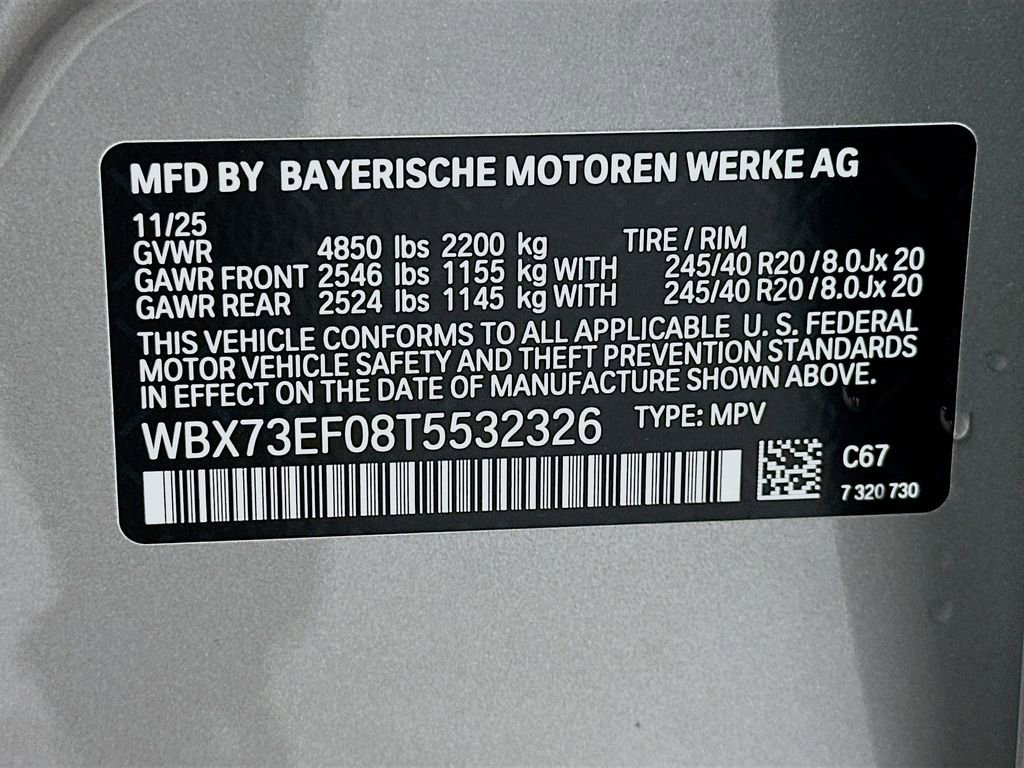 MFD BY BAYERISCHE MOTOREN WERKE AG
11/25
GVWR 4850 lbs 2200 kg TIRE / RIM
GAWR FRONT 2546 lbs 1155 kg WITH 245/40 R20 / 8.0Jx 20
GAWR REAR 2524 lbs 1145 kg WITH 245/40 R20 / 8.0Jx 20
THIS VEHICLE CONFORMS TO ALL APPLICABLE U. S. FEDERAL
MOTOR VEHICLE SAFETY AND THEFT PREVENTION STANDARDS
IN EFFECT ON THE DATE OF MANUFACTURE SHOWN ABOVE.
WBX73EF08T5532326 TYPE: MPV
C67
7 320 730